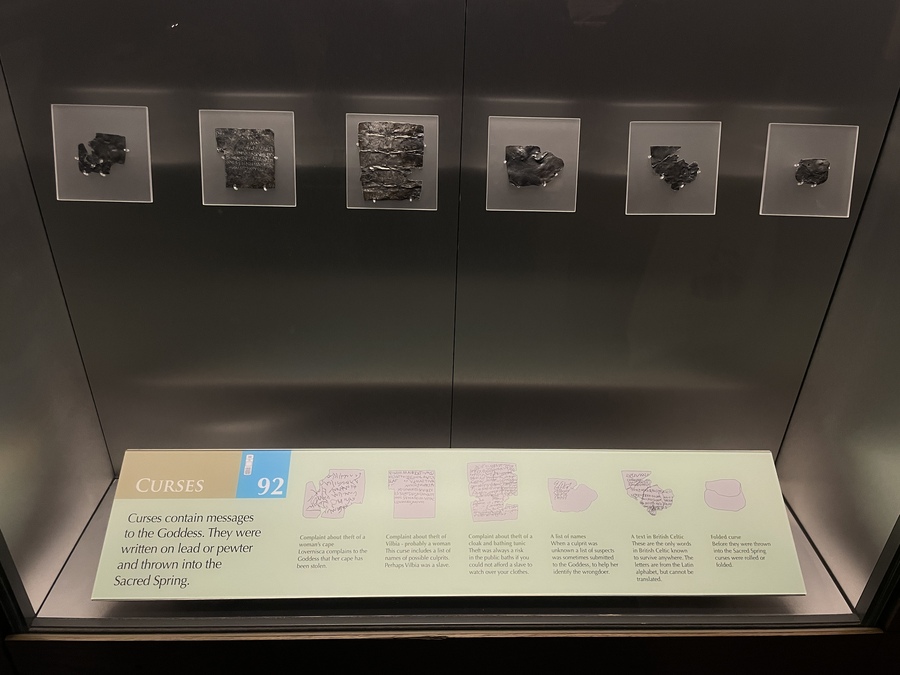 CURSES
92
Curses contain messages
to the Goddess. They were
written on lead or pewter
and thrown into the
Sacred Spring.
Complaint about theft of a
woman's cape
Lovernisca complains to the
Goddess that her cape has
been stolen.
Complaint about theft of
Vilbia - probably a woman
This curse includes a list of
names of possible culprits.
Perhaps Vilbia was a slave.
Complaint about theft of a
cloak and bathing tunic
Theft was always a risk
in the public baths if you
could not afford a slave to
watch over your clothes.
A list of names
When a culprit was
unknown a list of suspects
was sometimes submitted
to the Goddess, to help her
identify the wrongdoer.
A text in British Celtic
These are the only words
in British Celtic known
to survive anywhere. The
letters are from the Latin
alphabet, but cannot be
translated.
Folded curse
Before they were thrown
into the Sacred Spring
curses were rolled or
folded.